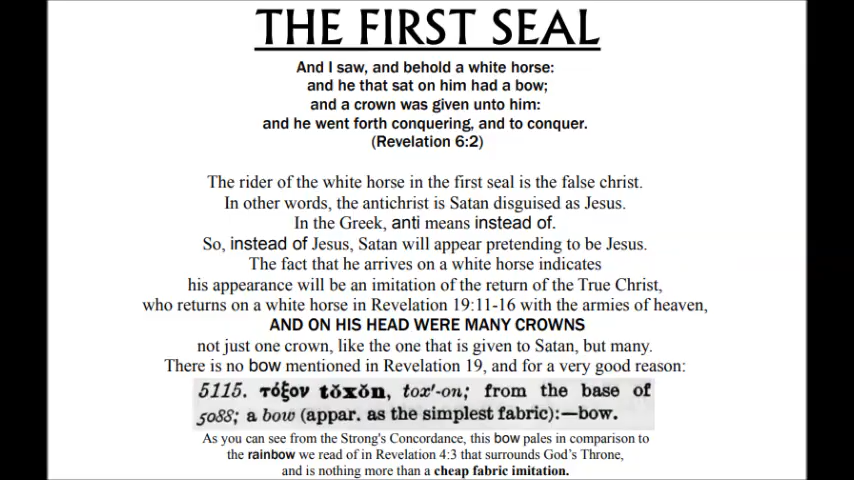 THE FIRST SEAL
And I saw, and behold a white horse:
and he that sat on him had a bow;
and a crown was given unto him:
and he went forth conquering, and to conquer.
(Revelation 6:2)
The rider of the white horse in the first seal is the false christ.
In other words, the antichrist is Satan disguised as Jesus.
In the Greek, anti means instead of.
So, instead of Jesus, Satan will appear pretending to be Jesus.
The fact that he arrives on a white horse indicates
his appearance will be an imitation of the return of the True Christ,
who returns on a white horse in Revelation 19:11-16 with the armies of heaven,
AND ON HIS HEAD WERE MANY CROWNS
not just one crown, like the one that is given to Satan, but many.
There is no bow mentioned in Revelation 19, and for a very good reason:
5115. τόξον tŏxŏn, tox'-on; from the base of
5088; a bow (appar. as the simplest fabric):—bow.
As you can see from the Strong's Concordance, this bow pales in comparison to
the rainbow we read of in Revelation 4:3 that surrounds God's Throne,
and is nothing more than a cheap fabric imitation.